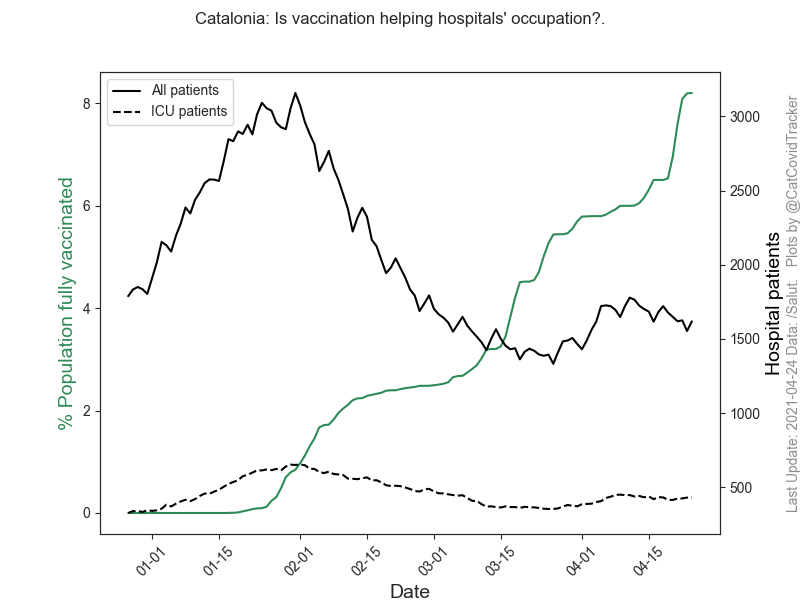 Catalonia: Is vaccination helping hospitals' occupation?.
All patients
ICU patients
% Population fully vaccinated
8
6
4
2
0
3000
2500
2000
1500
1000
500
Hospital patients
Last Update: 2021-04-24 Data: /Salut. Plots by @CatCovidTracker
01-01
01-15
02-01
02-15
03-01
03-15
04-01
04-15
Date